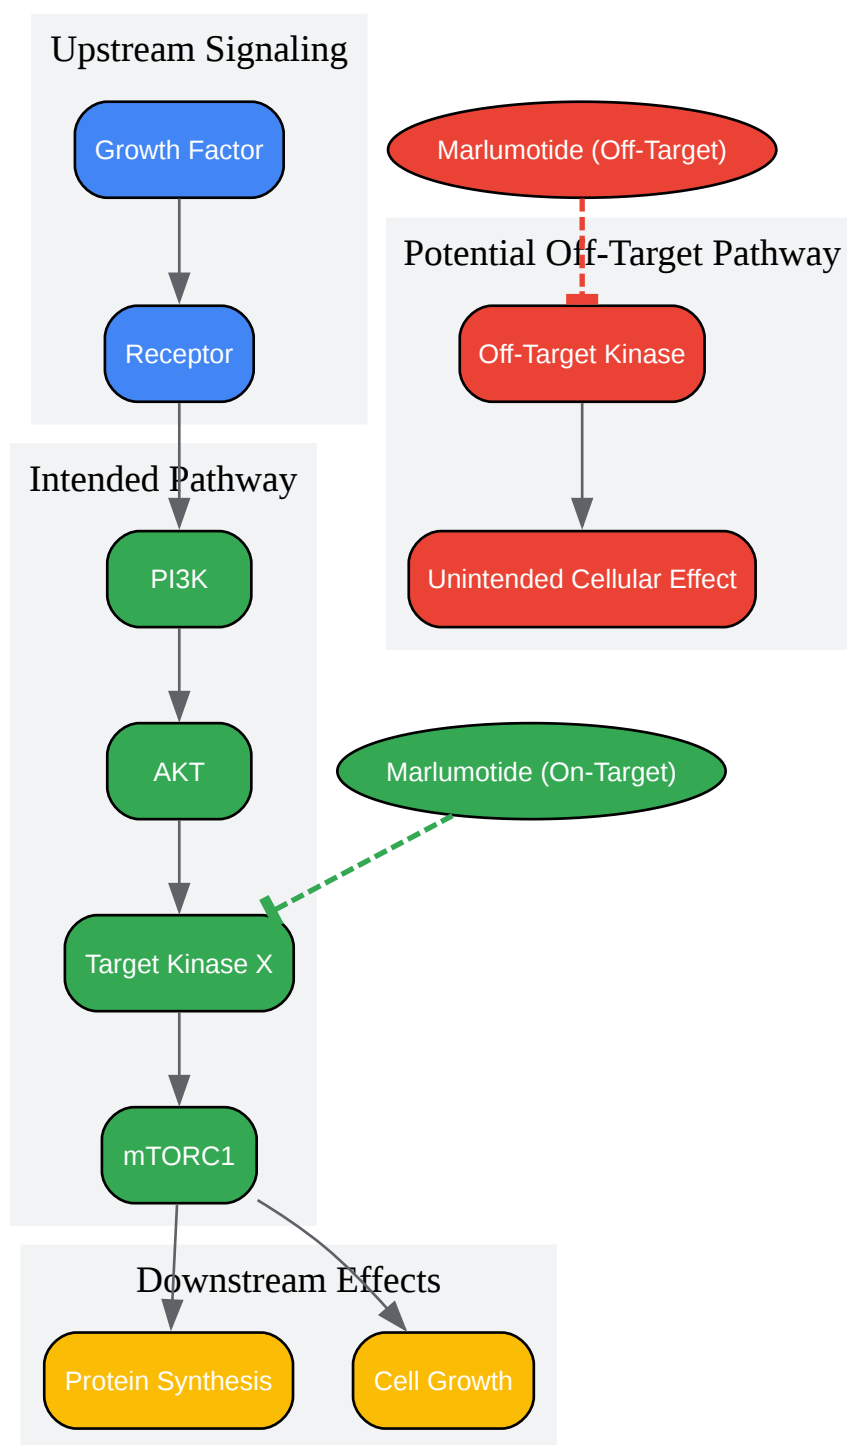 Upstream Signaling
Growth Factor
Marlumotide (Off-Target)
Potential Off-Target Pathway
Receptor
Off-Target Kinase
Intended Pathway
PI3K
Unintended Cellular Effect
AKT
Marlumotide (On-Target)
Target Kinase X
mTORC1
Downstream Effects
Protein Synthesis
Cell Growth